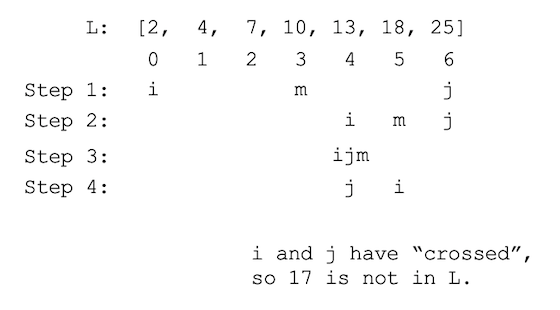 L: [2, 4, 7, 10, 13, 18, 25]
0 1 2 3 4 5 6
Step 1: i m j
Step 2: i m j
Step 3: ijm
Step 4: j i
i and j have “crossed”,
so 17 is not in L.